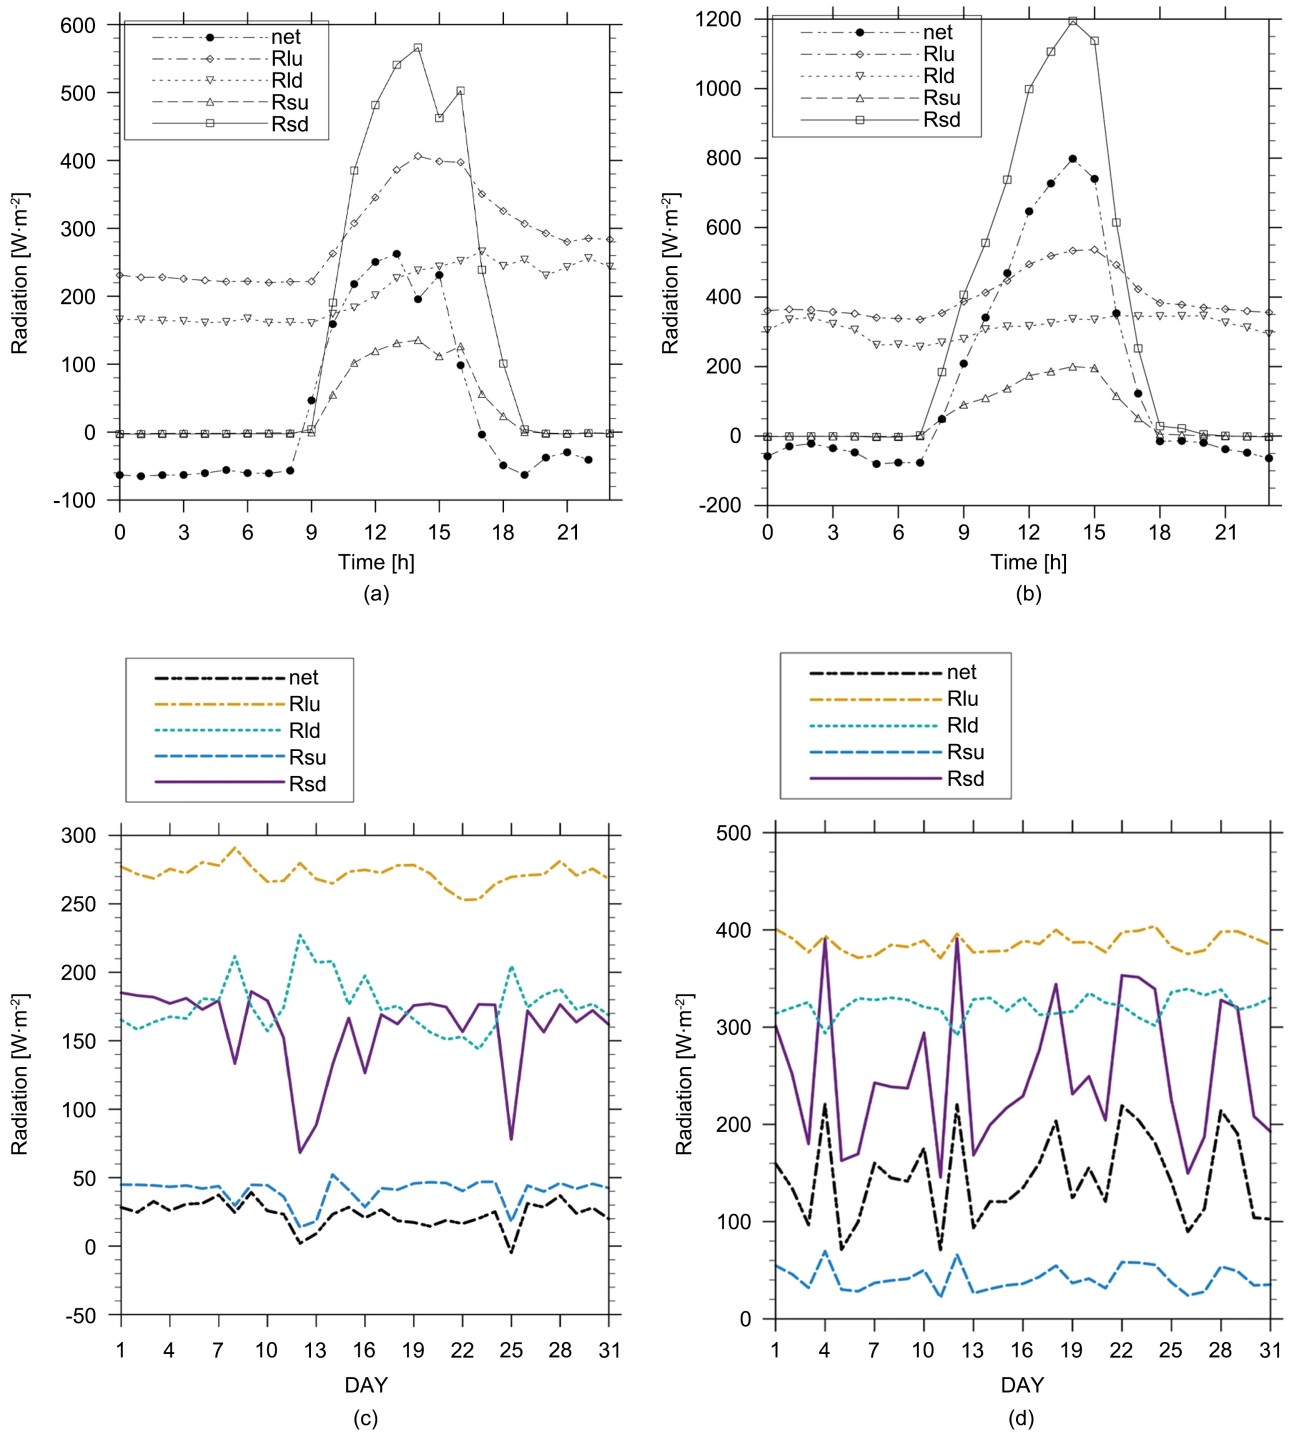 net
Rlu
Rld
Rsu
Rsd
600
500
400
300
200
100
0
-100
Radiation [W·m-2]
0 3 6 9 12 15 18 21
Time [h]
(a)
net
Rlu
Rld
Rsu
Rsd
1200
1000
800
600
400
200
0
-200
Radiation [W·m-2]
0 3 6 9 12 15 18 21
Time [h]
(b)
net
Rlu
Rld
Rsu
Rsd
300
250
200
150
100
50
0
-50
Radiation [W·m-2]
1 4 7 10 13 16 19 22 25 28 31
DAY
(c)
net
Rlu
Rld
Rsu
Rsd
500
400
300
200
100
0
Radiation [W·m-2]
1 4 7 10 13 16 19 22 25 28 31
DAY
(d)